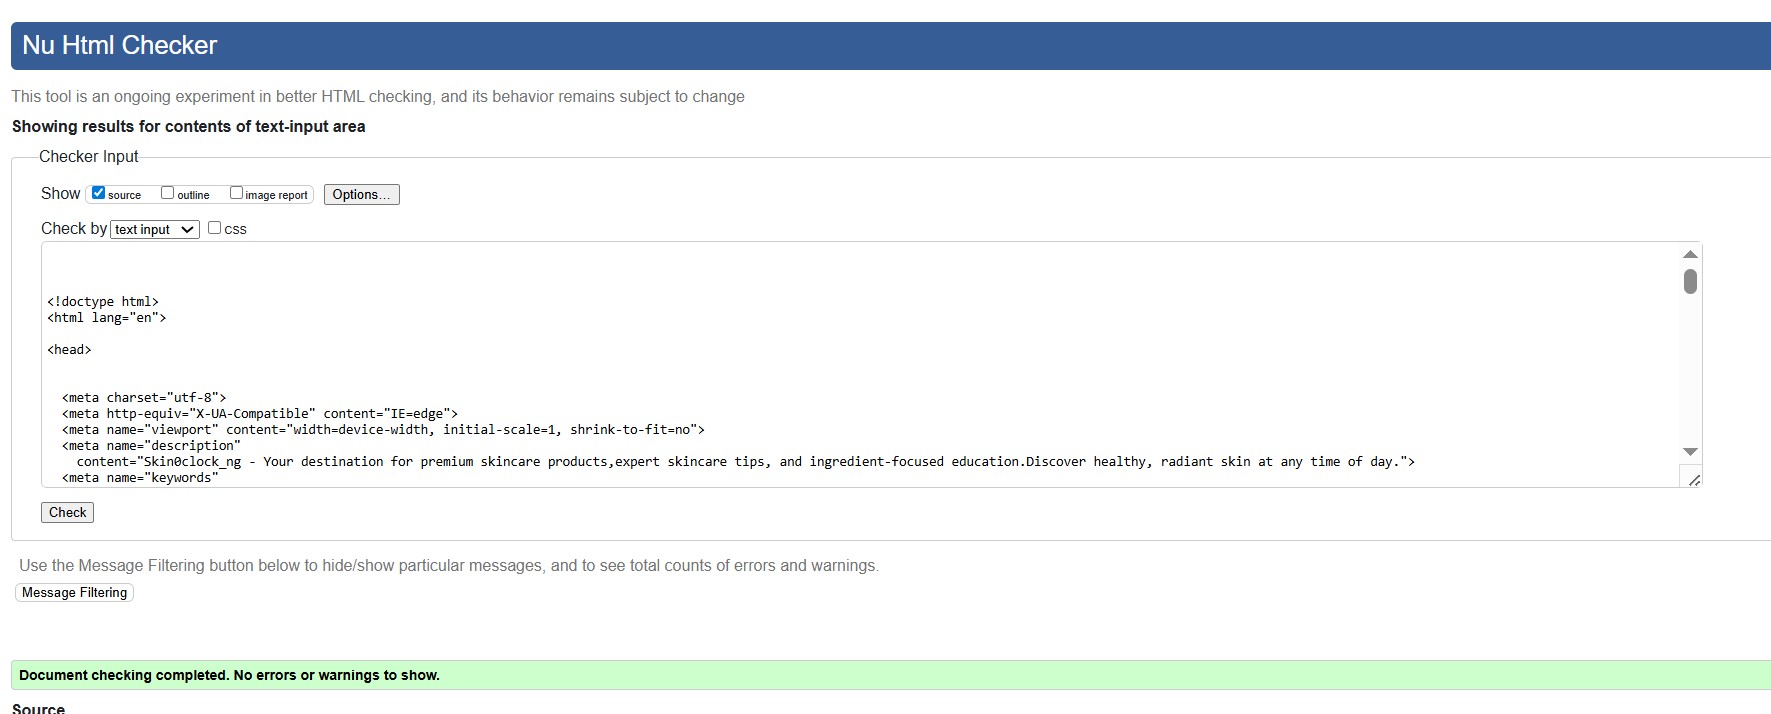 Nu Html Checker
This tool is an ongoing experiment in better HTML checking, and its behavior remains subject to change
Showing results for contents of text-input area
Checker Input
Show source outline image report Options...
Check by text input css
<!doctype html>
<html lang="en">
<head>
<meta charset="utf-8">
<meta http-equiv="X-UA-Compatible" content="IE=edge">
<meta name="viewport" content="width=device-width, initial-scale=1, shrink-to-fit=no">
<meta name="description"
content="Skin0clock_ng - Your destination for premium skincare products,expert skincare tips, and ingredient-focused education.Discover healthy, radiant skin at any time of day.">
<meta name="keywords"
Check
Use the Message Filtering button below to hide/show particular messages, and to see total counts of errors and warnings.
Message Filtering
Document checking completed. No errors or warnings to show.
Source